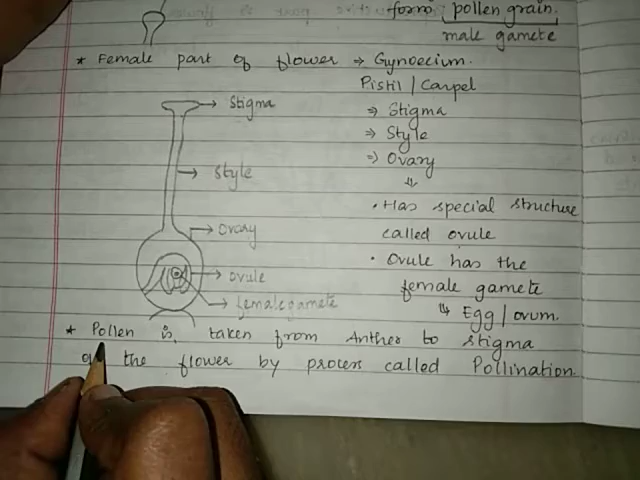 forms pollen grain.
male gamete
* Female part of flower → Gynoecium.
Pistil / Carpel
Stigma
⇒ Stigma
⇒ Style
⇒ Ovary
style
• Has special structure
called ovule
ovary
• Ovule has the
female gamete
ovule
↳ Egg / ovum.
female gamete
* Pollen is taken from Anther to stigma
of the flower by process called Pollination.